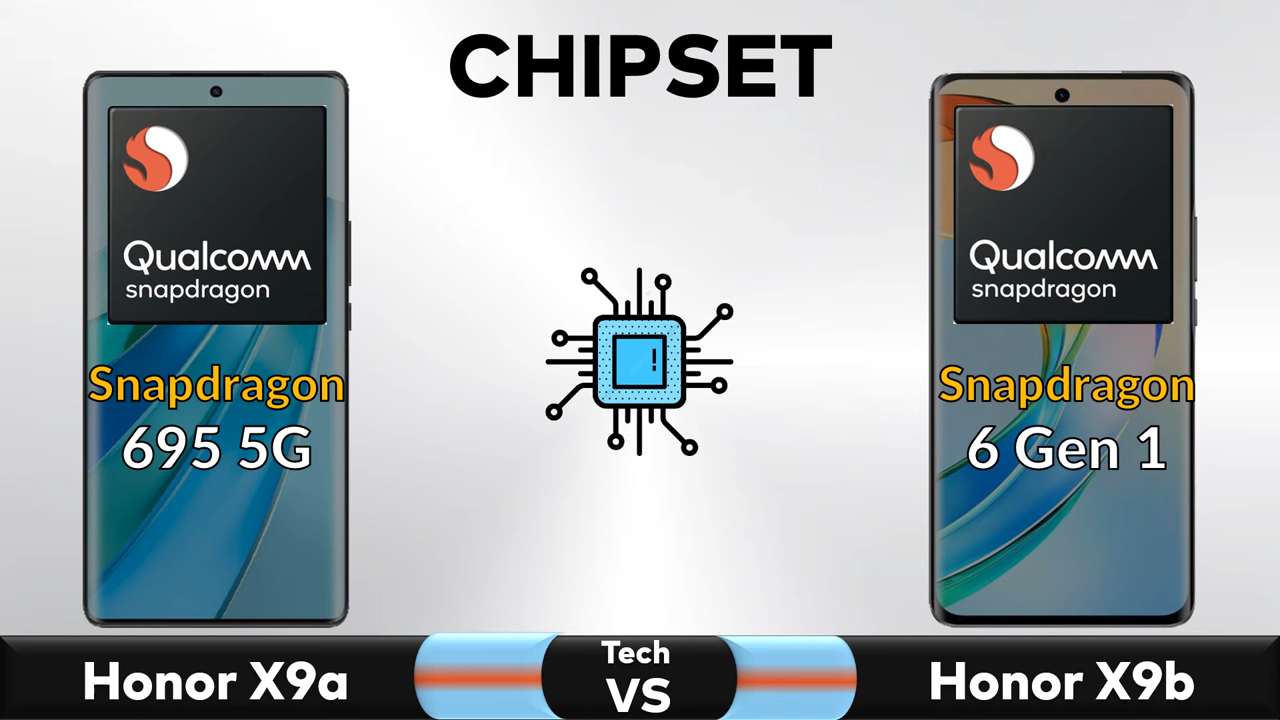 CHIPSET
Qualcomm
snapdragon
Snapdragon
695 5G
Qualcomm
snapdragon
Snapdragon
6 Gen 1
Honor X9a
Tech
VS
Honor X9b